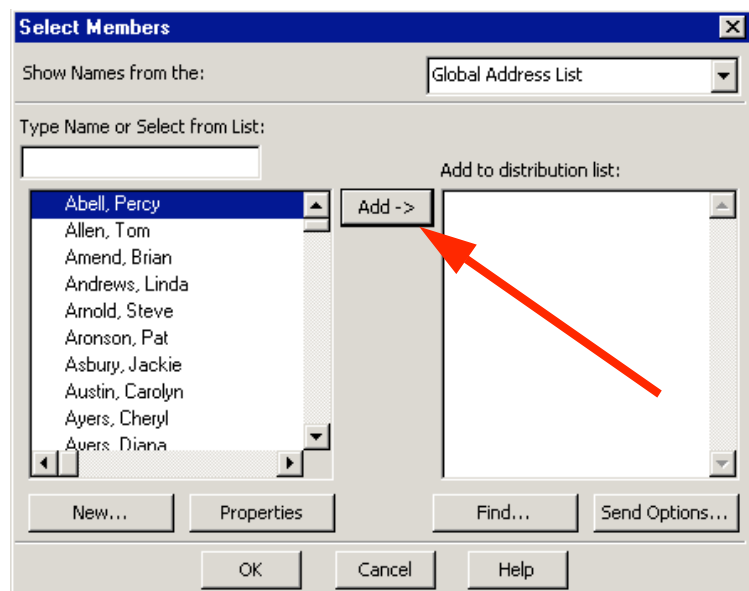 Select Members
Show Names from the: Global Address List
Type Name or Select from List:
Add to distribution list:
Abell, Percy
Add ->
Allen, Tom
Amend, Brian
Andrews, Linda
Arnold, Steve
Aronson, Pat
Asbury, Jackie
Austin, Carolyn
Ayers, Cheryl
Ayers, Diana
New... Properties Find... Send Options...
OK Cancel Help